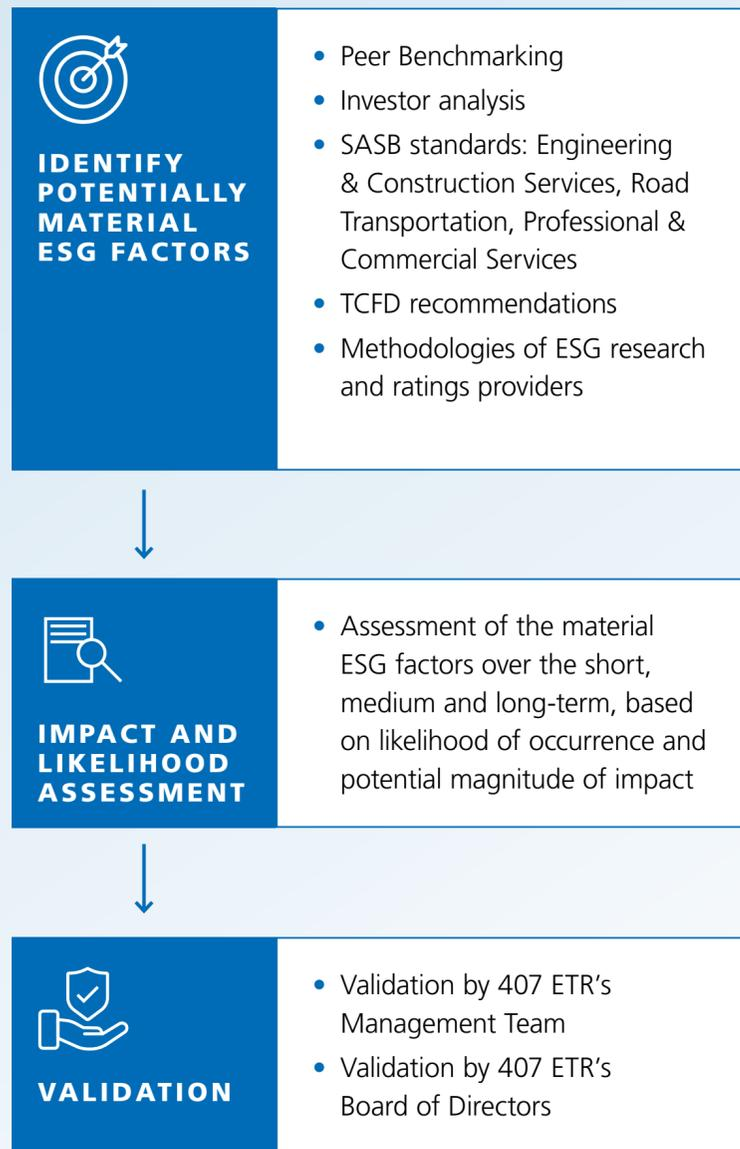 IDENTIFY
POTENTIALLY
MATERIAL
ESG FACTORS
• Peer Benchmarking
• Investor analysis
• SASB standards: Engineering
& Construction Services, Road
Transportation, Professional &
Commercial Services
• TCFD recommendations
• Methodologies of ESG research
and ratings providers
IMPACT AND
LIKELIHOOD
ASSESSMENT
• Assessment of the material
ESG factors over the short,
medium and long-term, based
on likelihood of occurrence and
potential magnitude of impact
VALIDATION
• Validation by 407 ETR’s
Management Team
• Validation by 407 ETR’s
Board of Directors